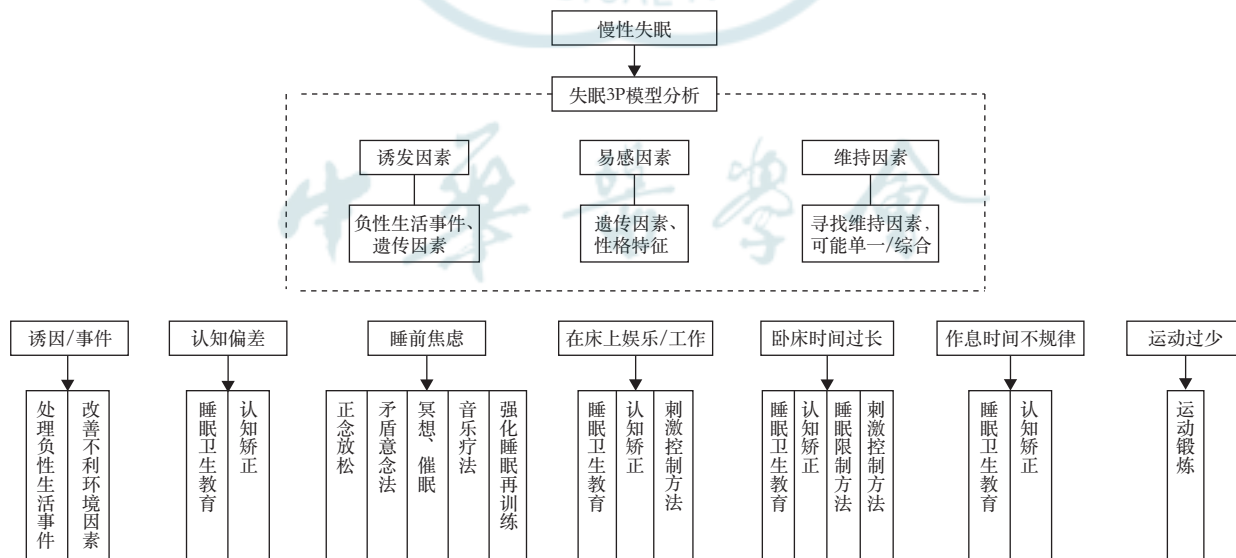 慢性失眠
失眠3P模型分析
诱发因素
易感因素
维持因素
负性生活事件、
遗传因素
遗传因素、
性格特征
寻找维持因素，
可能单一/综合
中华医学会
诱因/事件
认知偏差
睡前焦虑
在床上娱乐/工作
卧床时间过长
作息时间不规律
运动过少
处理负性生活事件
改善不利环境因素
睡眠卫生教育
认知矫正
正念放松
矛盾意念法
冥想、催眠
音乐疗法
强化睡眠再训练
睡眠卫生教育
认知矫正
刺激控制方法
睡眠卫生教育
认知矫正
睡眠限制方法
刺激控制方法
睡眠卫生教育
认知矫正
运动锻炼